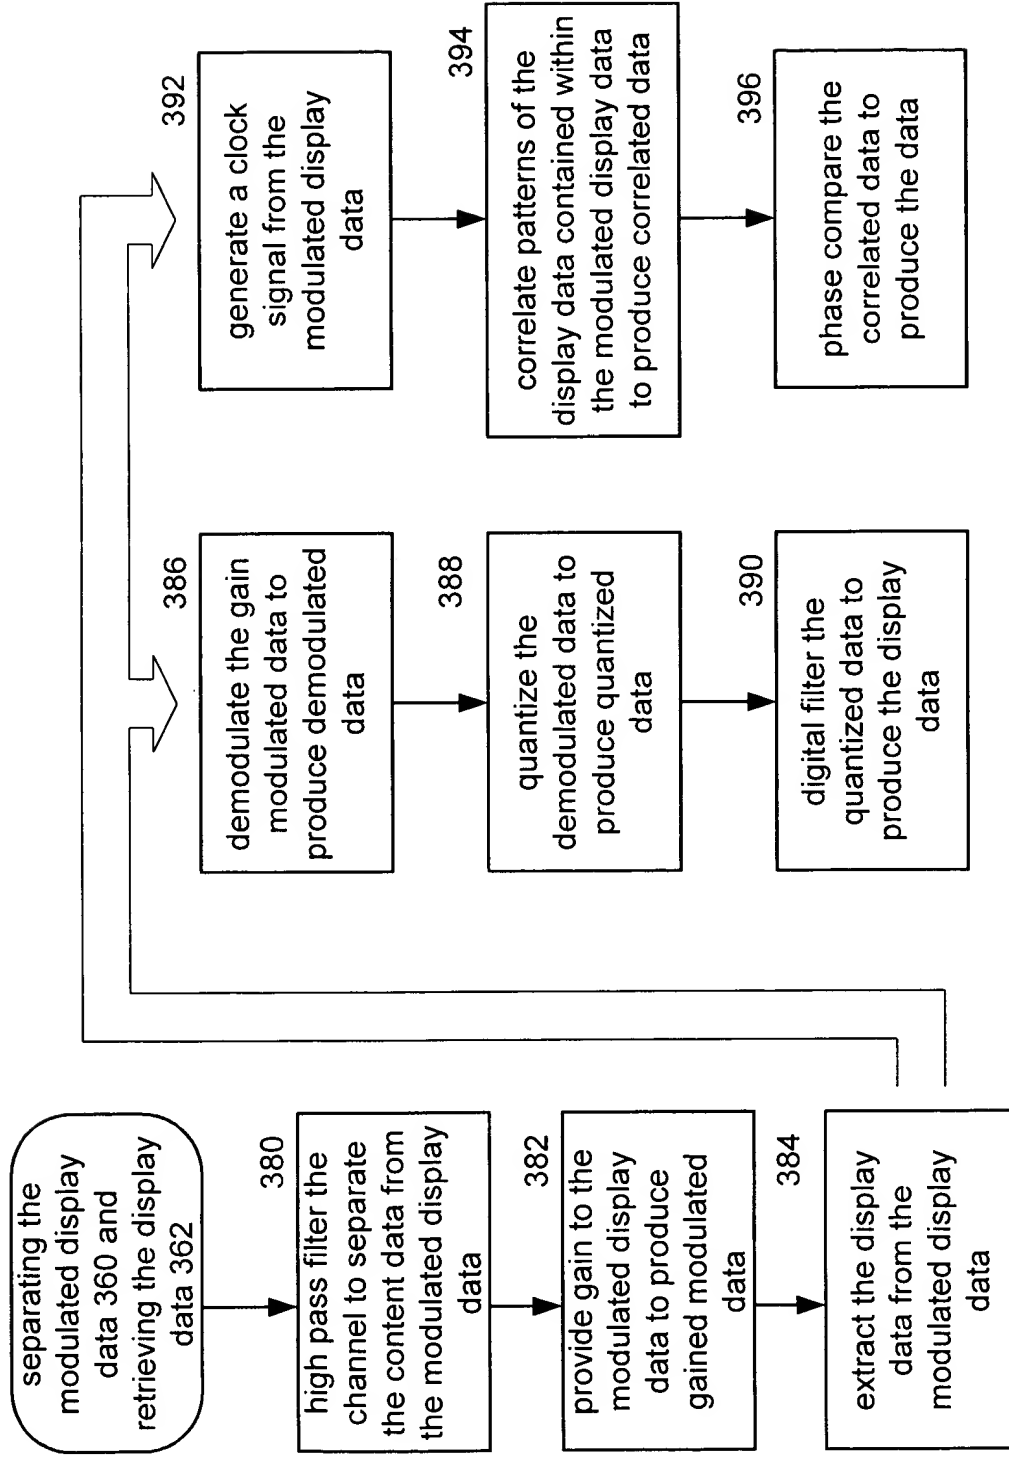 separating the
modulated display
data 360 and
retrieving the display
data 362
380
high pass filter the
channel to separate
the content data from
the modulated display
data
382
provide gain to the
modulated display
data to produce
gained modulated
data
384
extract the display
data from the
modulated display
data
386
demodulate the gain
modulated data to
produce demodulated
data
388
quantize the
demodulated data to
produce quantized
data
390
digital filter the
quantized data to
produce the display
data
392
generate a clock
signal from the
modulated display
data
394
correlate patterns of the
display data contained within
the modulated display data
to produce correlated data
396
phase compare the
correlated data to
produce the data